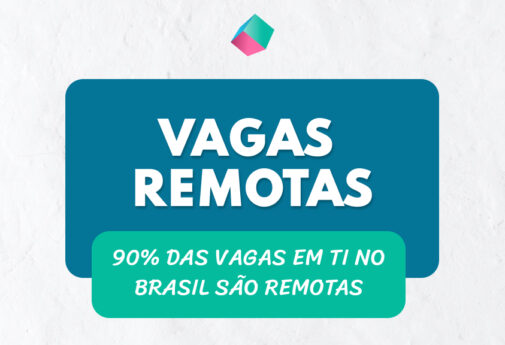 VAGAS
REMOTAS
90% DAS VAGAS EM TI NO
BRASIL SÃO REMOTAS